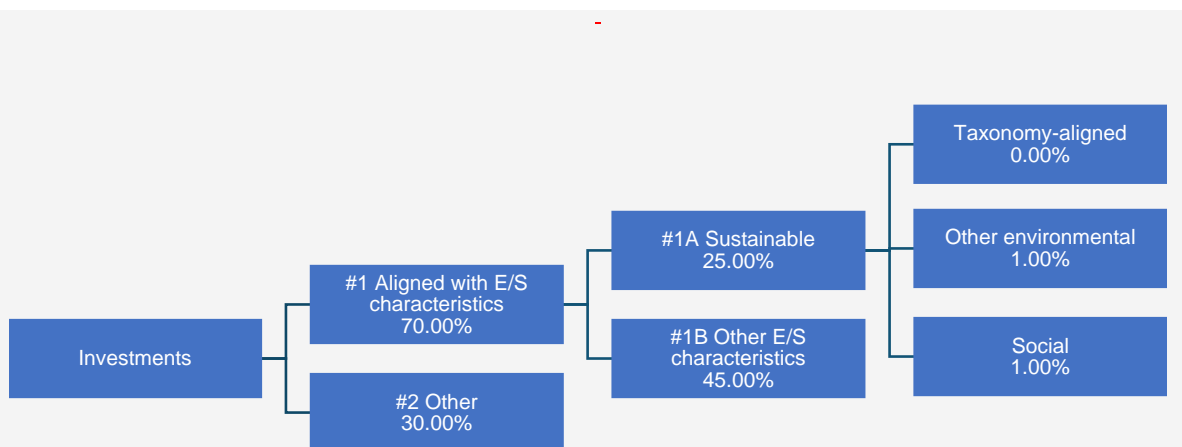 Investments
#1 Aligned with E/S
characteristics
70.00%
#2 Other
30.00%
#1A Sustainable
25.00%
#1B Other E/S
characteristics
45.00%
Taxonomy-aligned
0.00%
Other environmental
1.00%
Social
1.00%